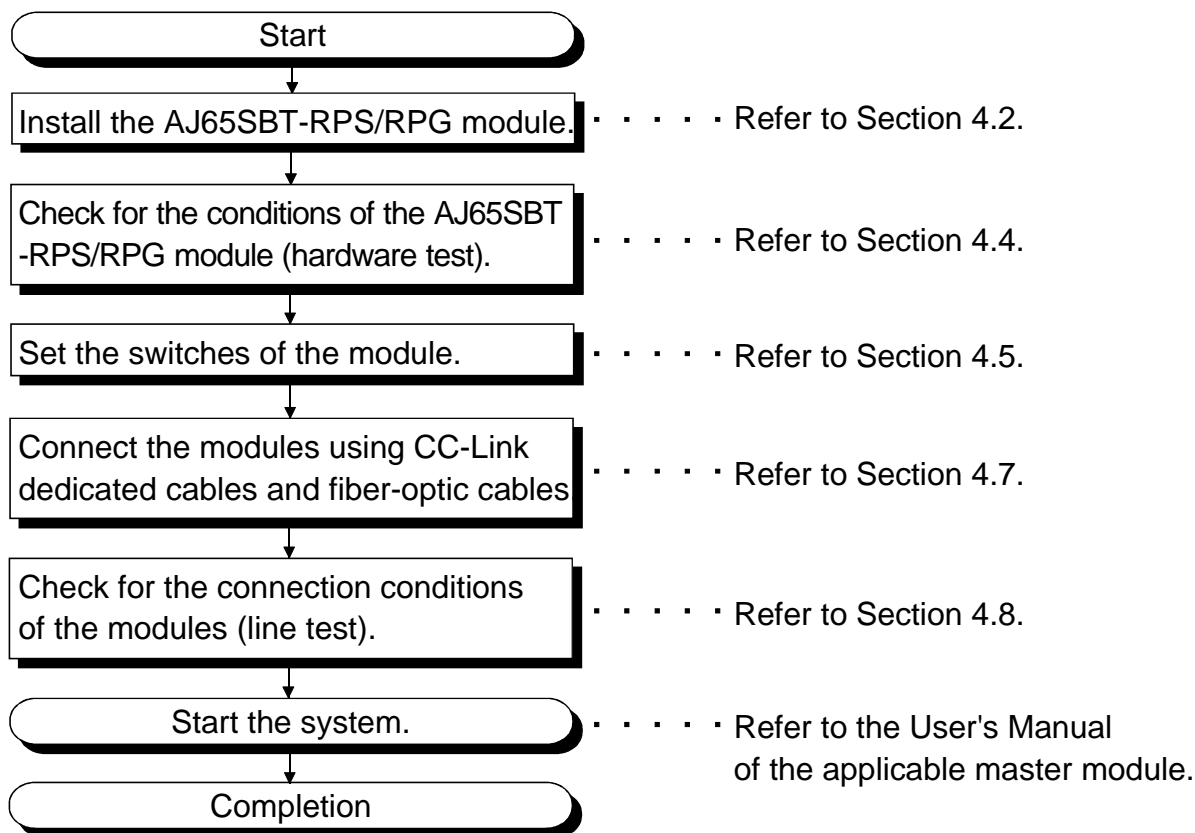 Start
Install the AJ65SBT-RPS/RPG module. · · · · · Refer to Section 4.2.
Check for the conditions of the AJ65SBT
-RPS/RPG module (hardware test). · · · · · Refer to Section 4.4.
Set the switches of the module. · · · · · Refer to Section 4.5.
Connect the modules using CC-Link
dedicated cables and fiber-optic cables · · · · · Refer to Section 4.7.
Check for the connection conditions
of the modules (line test). · · · · · Refer to Section 4.8.
Start the system. · · · · · Refer to the User's Manual
of the applicable master module.
Completion